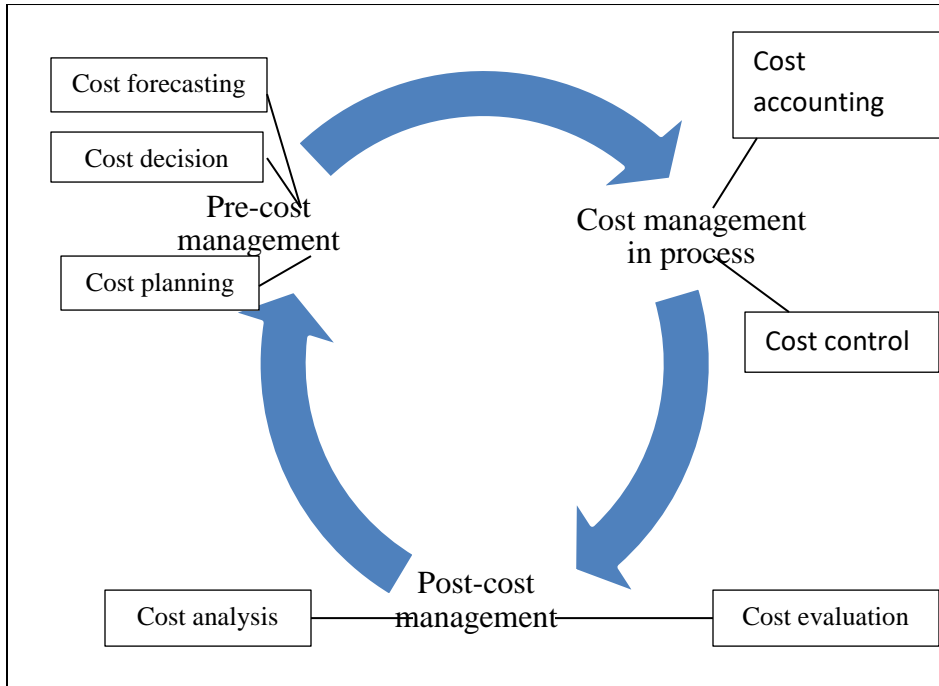 Cost forecasting
Cost decision
Pre-cost
management
Cost planning
Cost
accounting
Cost management
in process
Cost control
Post-cost
management
Cost analysis
Cost evaluation